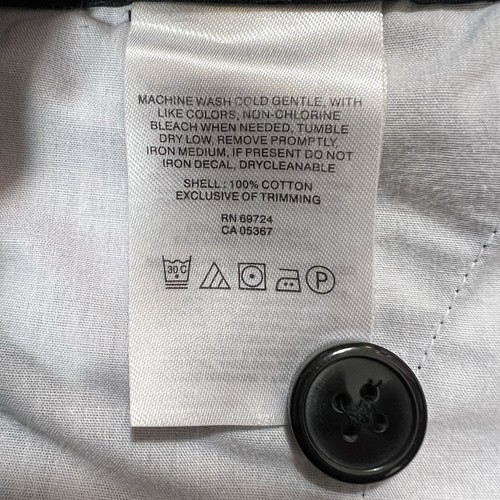 MACHINE WASH COLD GENTLE, WITH
LIKE COLORS, NON-CHLORINE
BLEACH WHEN NEEDED, TUMBLE
DRY LOW, REMOVE PROMPTLY,
IRON MEDIUM, IF PRESENT DO NOT
IRON DECAL, DRYCLEANABLE
SHELL : 100% COTTON
EXCLUSIVE OF TRIMMING
RN 69724
CA 05367
30C P